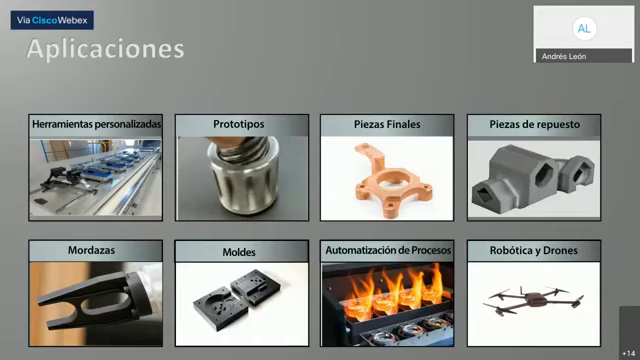 Via Cisco Webex
AL
Andrés León
Aplicaciones
Herramientas personalizadas
Prototipos
Piezas Finales
Piezas de repuesto
Mordazas
Moldes
Automatización de Procesos
Robótica y Drones
+14